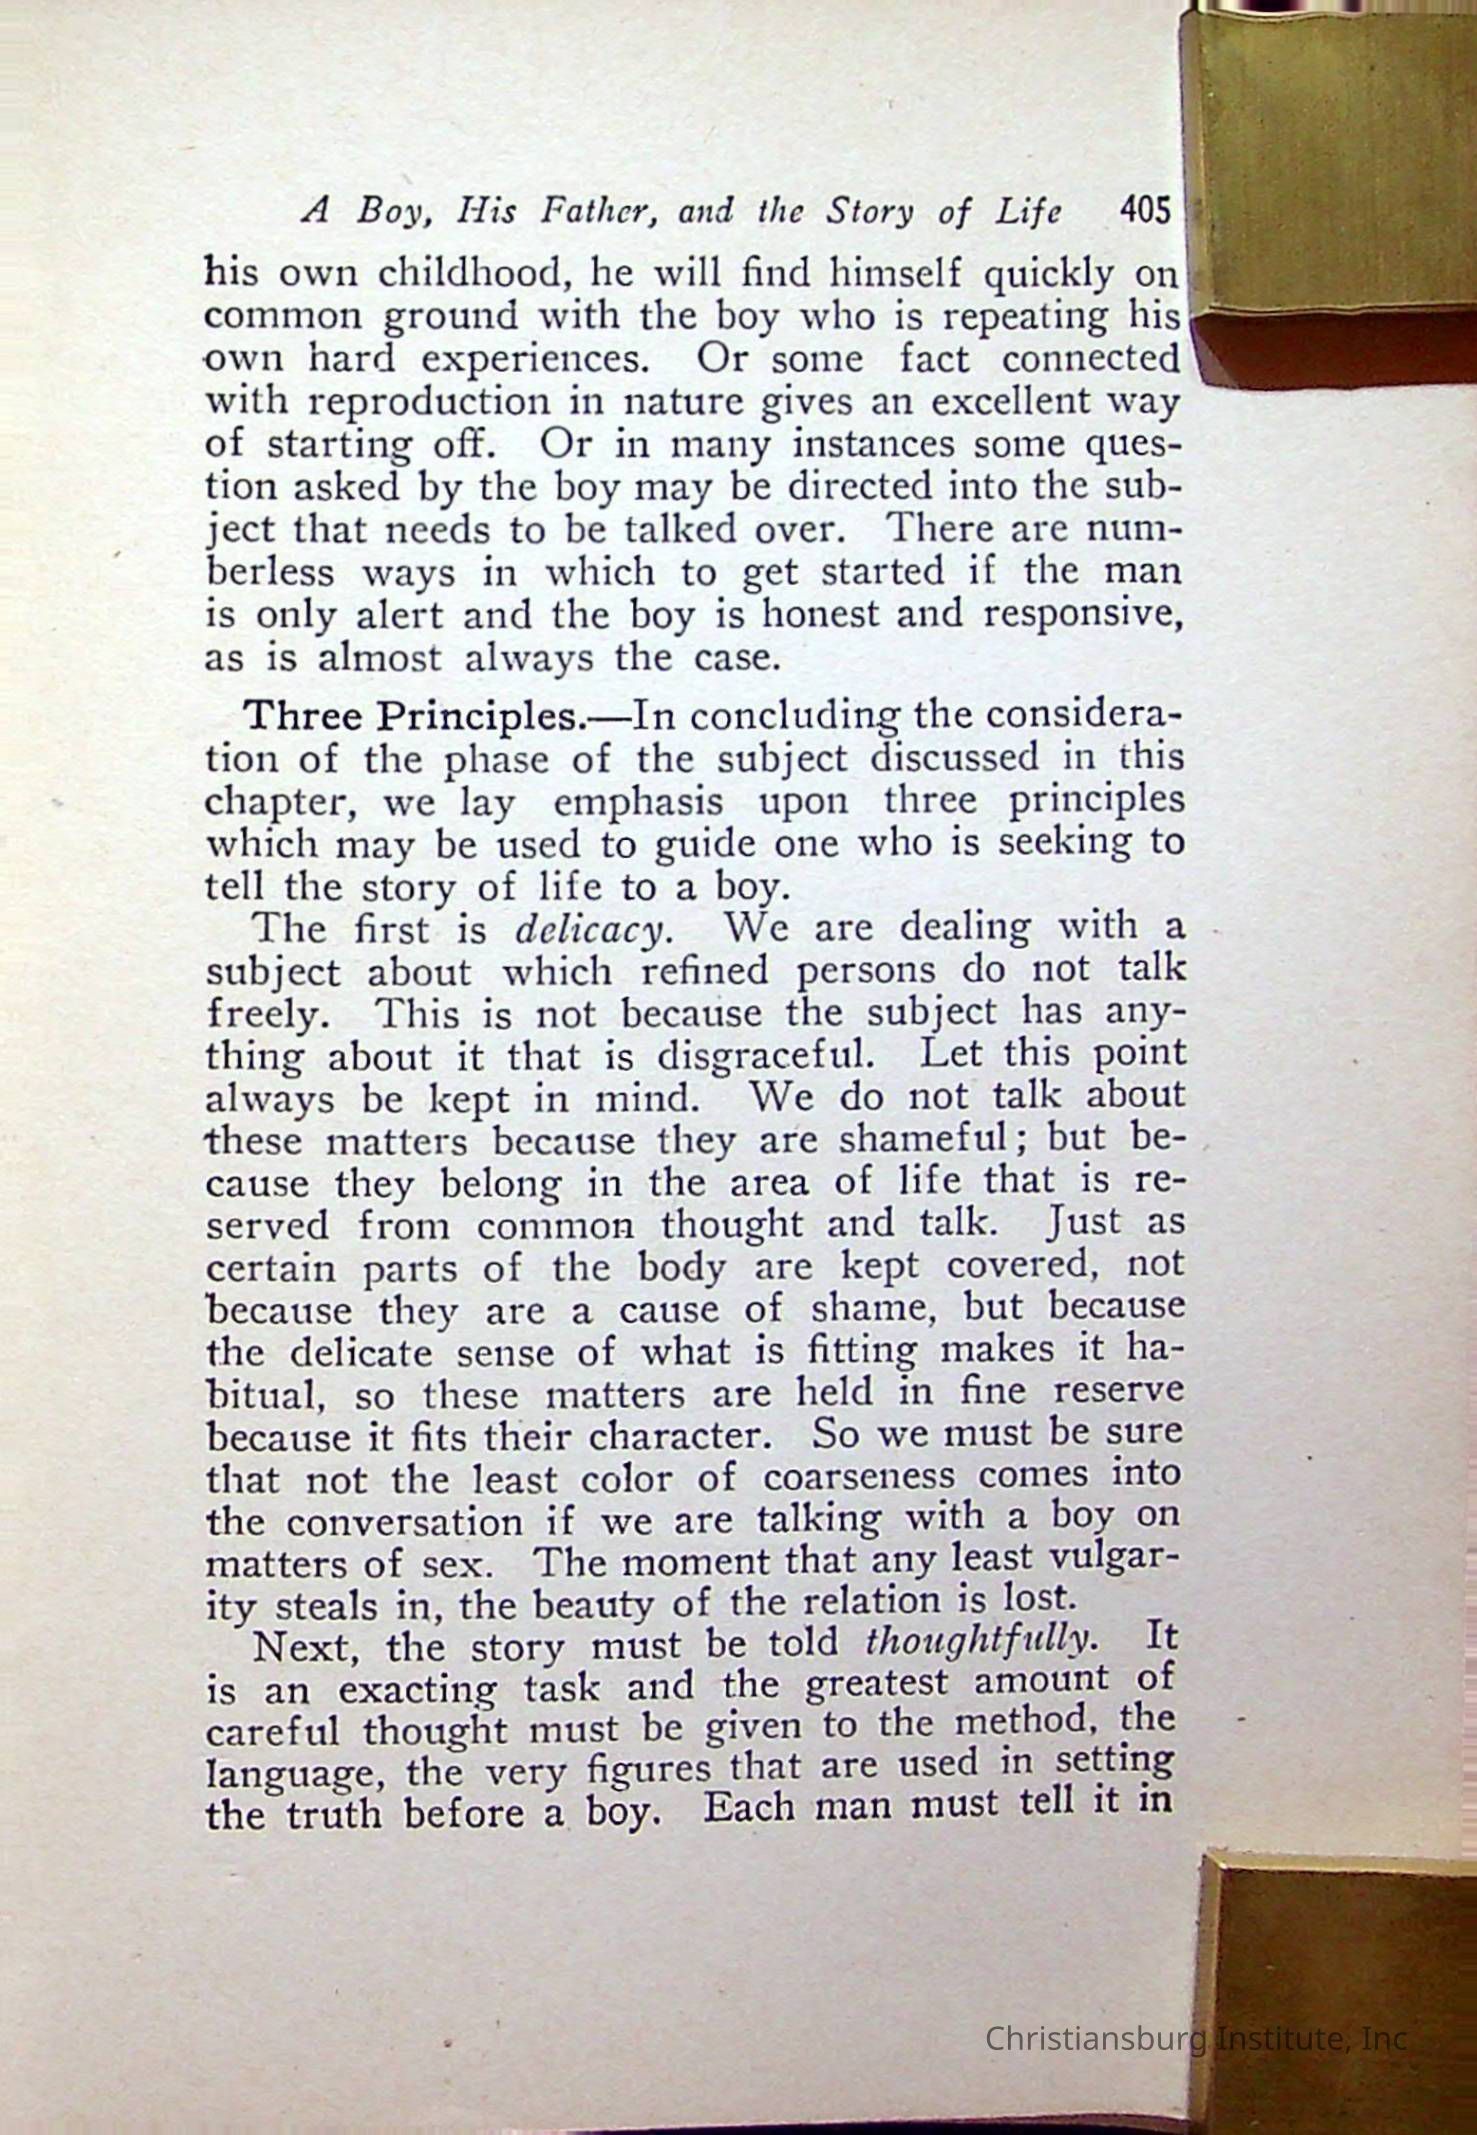 A Boy, His Father, and the Story of Life 405
his own childhood, he will find himself quickly on
common ground with the boy who is repeating his
own hard experiences. Or some fact connected
with reproduction in nature gives an excellent way
of starting off. Or in many instances some ques-
tion asked by the boy may be directed into the sub-
ject that needs to be talked over. There are num-
berless ways in which to get started if the man
is only alert and the boy is honest and responsive,
as is almost always the case.
Three Principles.—In concluding the considera-
tion of the phase of the subject discussed in this
chapter, we lay emphasis upon three principles
which may be used to guide one who is seeking to
tell the story of life to a boy.
The first is delicacy. We are dealing with a
subject about which refined persons do not talk
freely. This is not because the subject has any-
thing about it that is disgraceful. Let this point
always be kept in mind. We do not talk about
these matters because they are shameful; but be-
cause they belong in the area of life that is re-
served from common thought and talk. Just as
certain parts of the body are kept covered, not
because they are a cause of shame, but because
the delicate sense of what is fitting makes it ha-
bitual, so these matters are held in fine reserve
because it fits their character. So we must be sure
that not the least color of coarseness comes into
the conversation if we are talking with a boy on
matters of sex. The moment that any least vulgar-
ity steals in, the beauty of the relation is lost.
Next, the story must be told thoughtfully. It
is an exacting task and the greatest amount of
careful thought must be given to the method, the
language, the very figures that are used in setting
the truth before a boy. Each man must tell it in
Christiansburg Institute, Inc